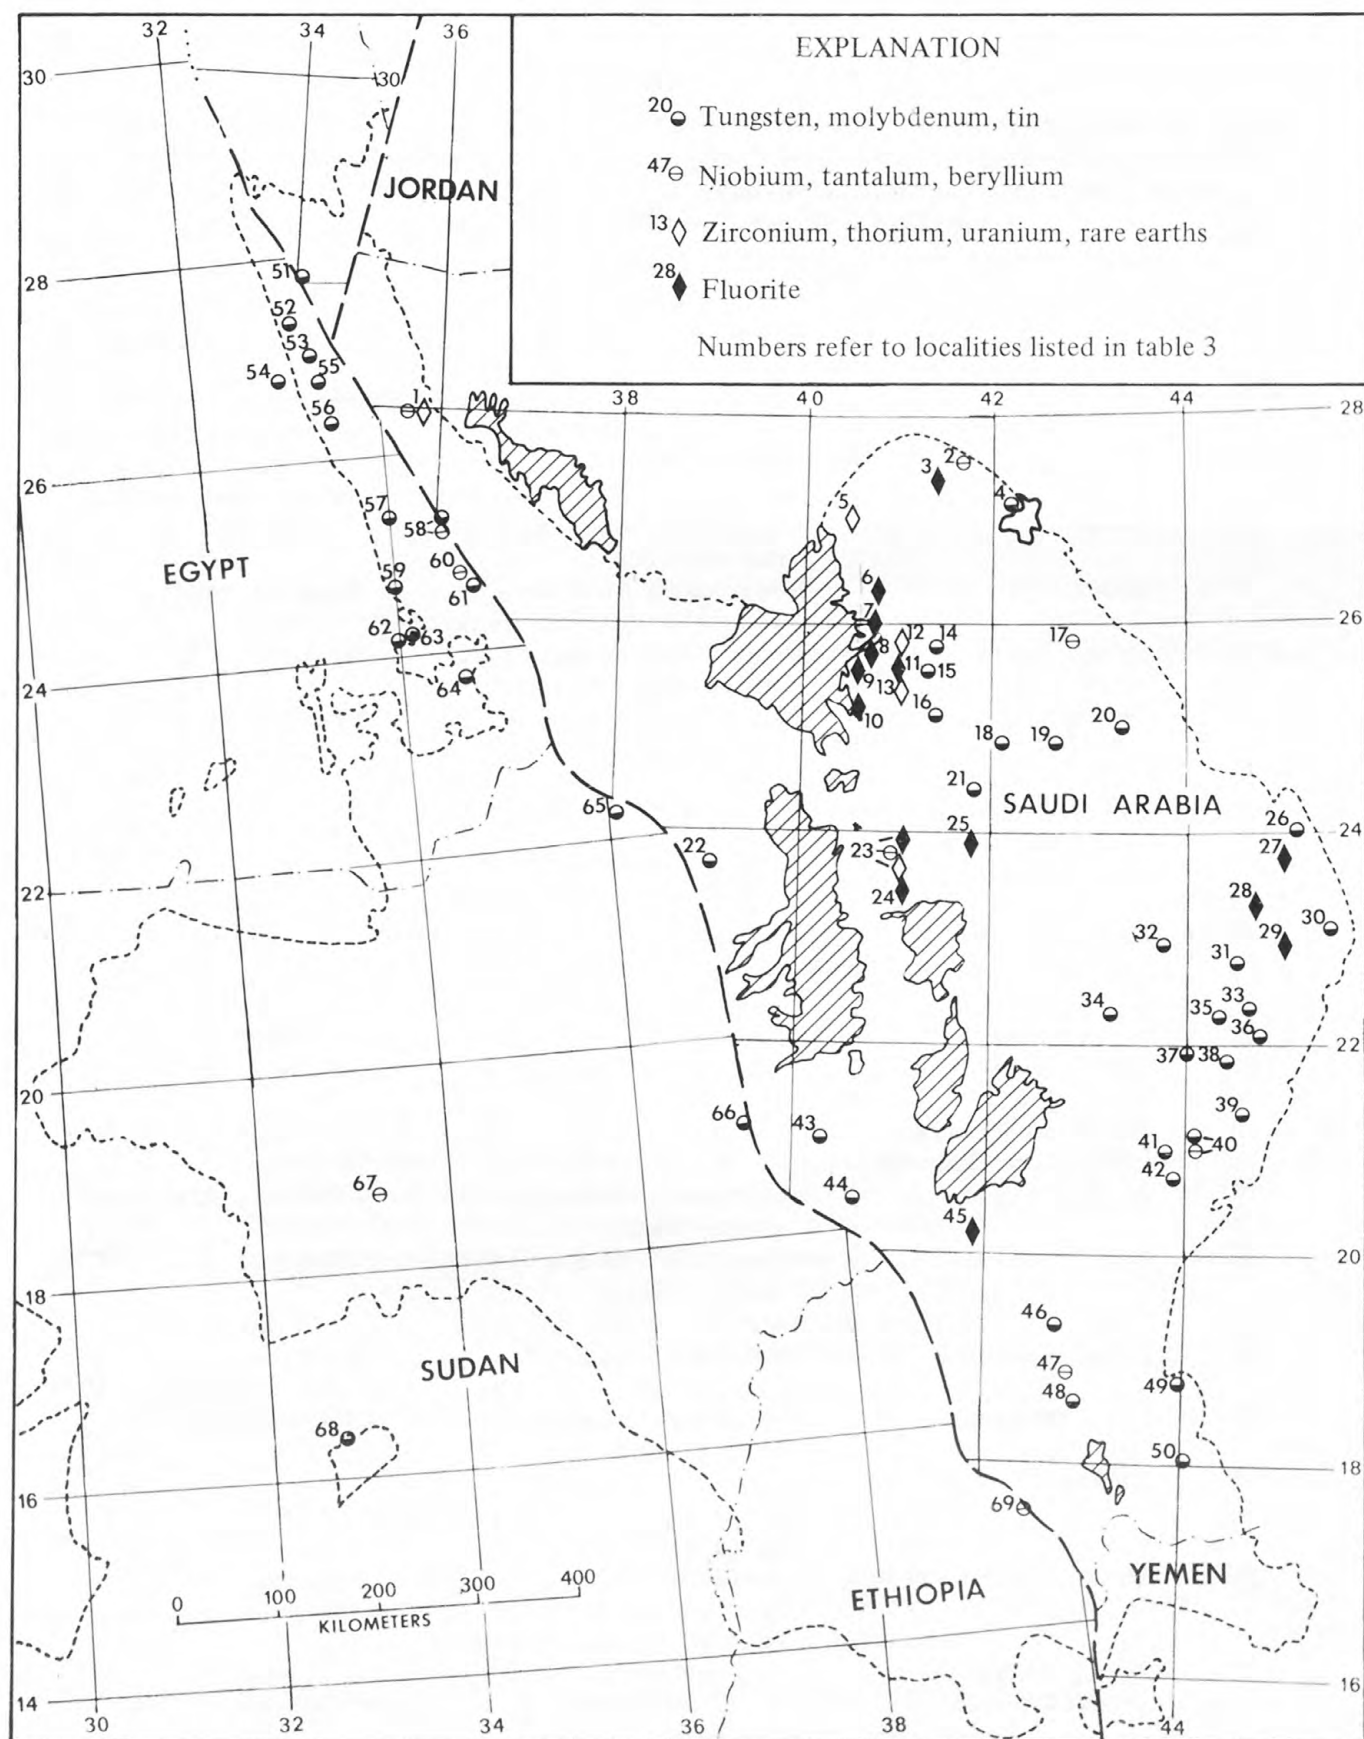 32 34 36
EXPLANATION
30 30
20 Tungsten, molybdenum, tin
47 Niobium, tantalum, beryllium
JORDAN
13 Zirconium, thorium, uranium, rare earths
28 51
28 Fluorite
52
53
Numbers refer to localities listed in table 3
54 55
56 1
38 40 42 44 28
2
3
26 4
5
57
58
EGYPT
60
59 6
61
7 26
62 63 12 14 17
8
11 15
9
24 64 13 16
10
20
18 19
21
65 SAUDI ARABIA
25 26
22 23 24
27
22 24
28
30
32 29
31
34 35 33
36
37 38 22
20
66 43 39
41 40
67 42
44
45
20
18
46
SUDAN 47
48 49
68
50 18
16 69
0 100 200 300 400
KILOMETERS
ETHIOPIA YEMEN
14 16
30 32 34 36 38 44